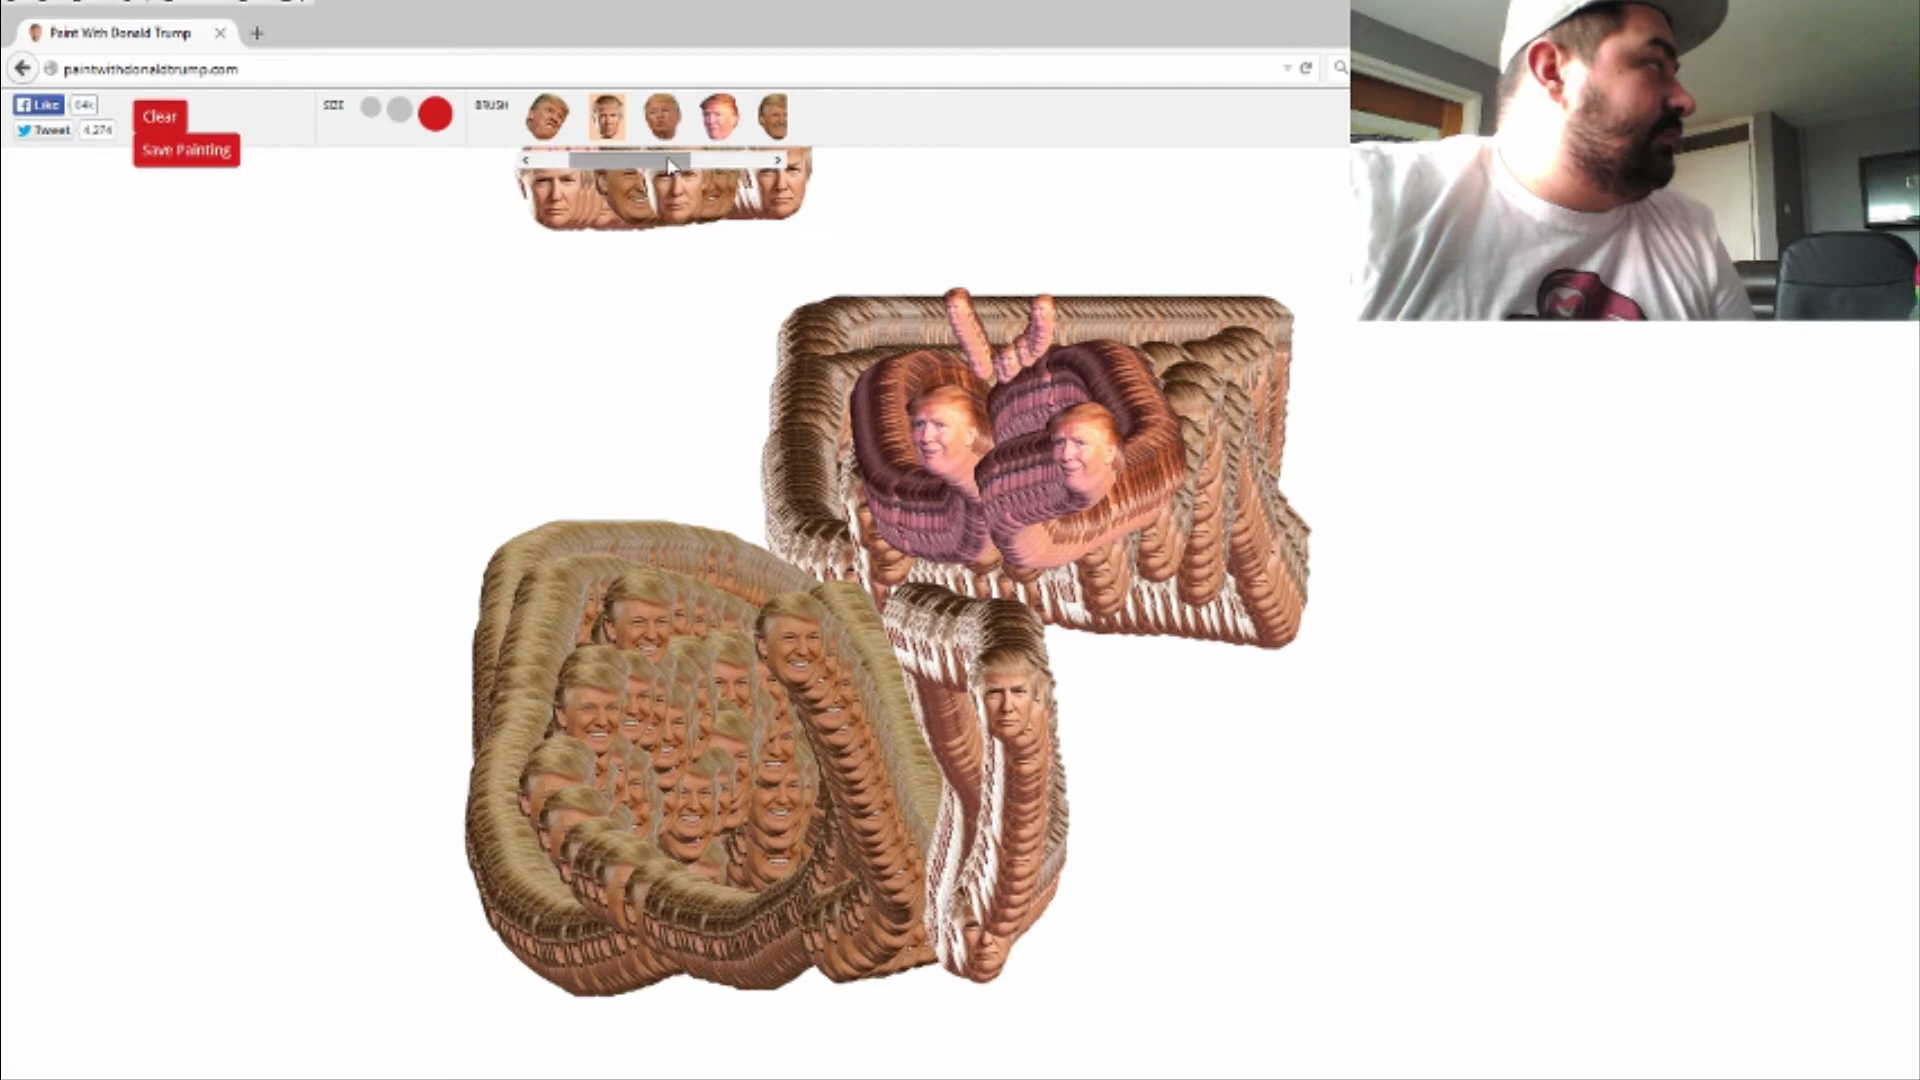 Paint With Donald Trump
paintwithdonaldtrump.com
Like 64k
Tweet 4,274
Clear
Save Painting
SIZE
BRUSH